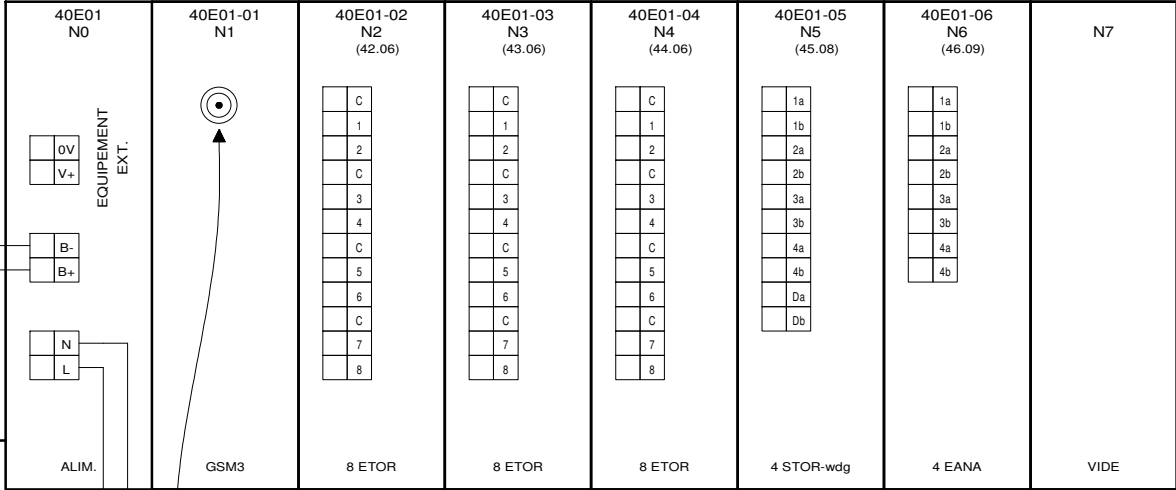 40E01
N0
0V
V+
EQUIPEMENT
EXT.
B-
B+
N
L
ALIM.
40E01-01
N1
GSM3
40E01-02
N2
(42.06)
C
1
2
C
3
4
C
5
6
C
7
8
8 ETOR
40E01-03
N3
(43.06)
C
1
2
C
3
4
C
5
6
C
7
8
8 ETOR
40E01-04
N4
(44.06)
C
1
2
C
3
4
C
5
6
C
7
8
8 ETOR
40E01-05
N5
(45.08)
1a
1b
2a
2b
3a
3b
4a
4b
Da
Db
4 STOR-wdg
40E01-06
N6
(46.09)
1a
1b
2a
2b
3a
3b
4a
4b
4 EANA
N7
VIDE